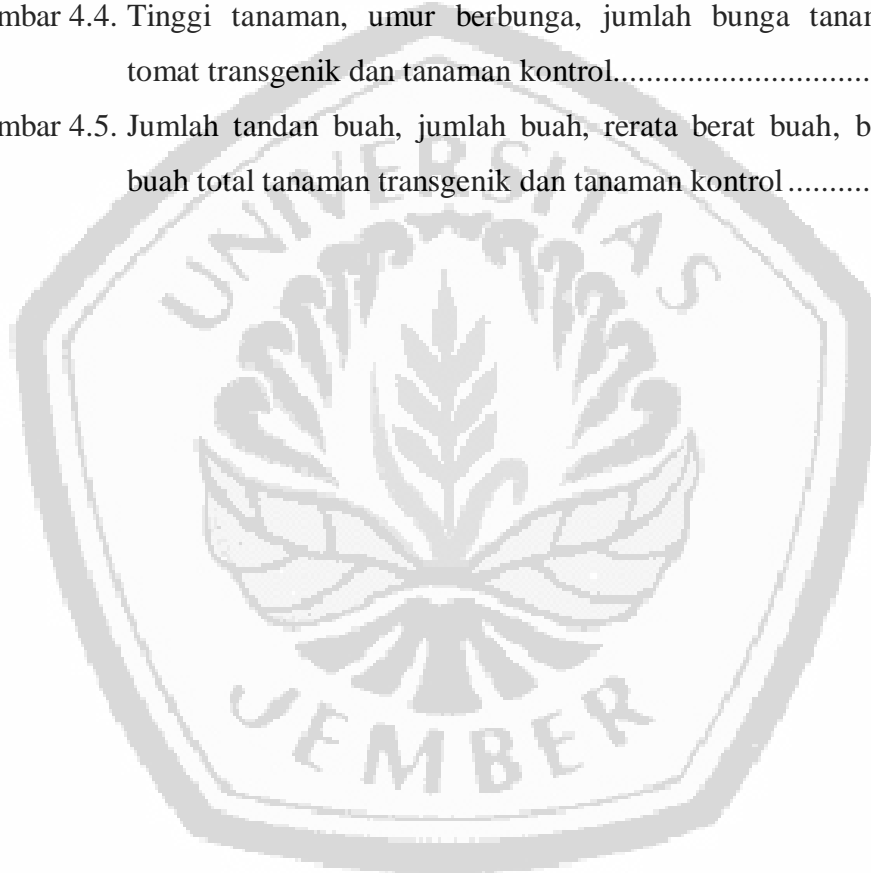 mbar 4.4. Tinggi tanaman, umur berbunga, jumlah bunga tanan
tomat transgenik dan tanaman kontrol...............................
mbar 4.5. Jumlah tandan buah, jumlah buah, rerata berat buah, b
buah total tanaman transgenik dan tanaman kontrol..........
UNIVERSITAS
JEMBER